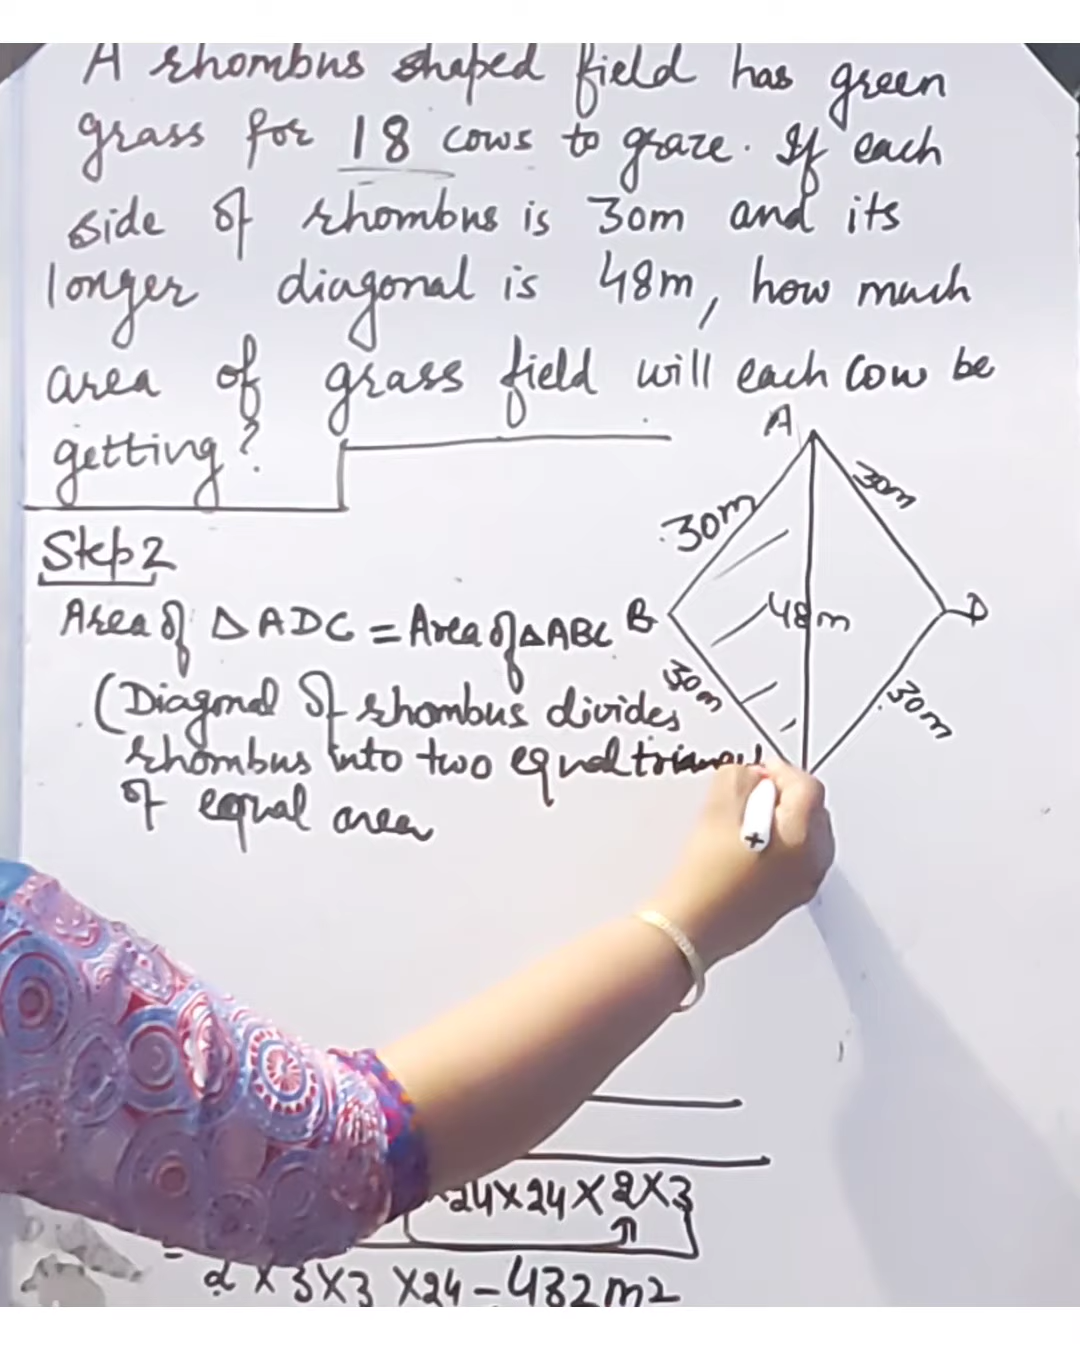 A rhombus shaped field has green
grass for 18 cows to graze. If each
side of rhombus is 30m and its
longer diagonal is 48m, how much
area of grass field will each cow be
getting?
A
30m
30m
Step 2
Area of △ ADC = Area of △ABC
B
48m
D
30m
30m
(Diagonal of rhombus divides
rhombus into two equal
of equal area
24×24×2×3
=
2×3×3×24 = 432m2